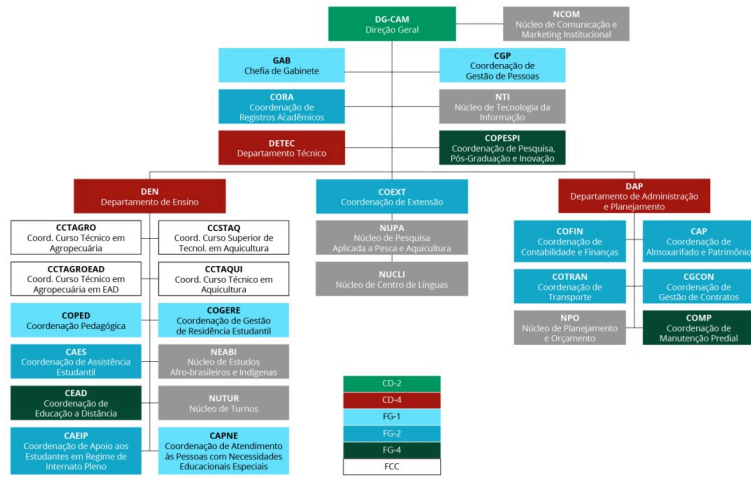 DG-CAM
Direção Geral
NCOM
Núcleo de Comunicação e
Marketing Institucional
GAB
Chefia de Gabinete
CGP
Coordenação de
Gestão de Pessoas
CORA
Coordenação de
Registros Acadêmicos
NTI
Núcleo de Tecnologia da
Informação
DETEC
Departamento Técnico
COPESPI
Coordenação de Pesquisa,
Pós-Graduação e Inovação
DEN
Departamento de Ensino
COEXT
Coordenação de Extensão
DAP
Departamento de Administração
e Planejamento
CCTAGRO
Coord. Curso Técnico em
Agropecuária
CCSTAQ
Coord. Curso Superior de
Tecnol. em Aquicultura
CCTAGROEAD
Coord. Curso Técnico em
Agropecuária em EAD
CCTAQUI
Coord. Curso Técnico em
Aquicultura
COPED
Coordenação Pedagógica
COGERE
Coordenação de Gestão
de Residência Estudantil
CAES
Coordenação de Assistência
Estudantil
NEABI
Núcleo de Estudos
Afro-brasileiros e Indígenas
CEAD
Coordenação de
Educação a Distância
NUTUR
Núcleo de Turnos
CAEIP
Coordenação de Apoio aos
Estudantes em Regime de
Internato Pleno
CAPNE
Coordenação de Atendimento
às Pessoas com Necessidades
Educacionais Especiais
NUPA
Núcleo de Pesquisa
Aplicada a Pesca e Aquicultura
NUCLI
Núcleo de Centro de Línguas
COFIN
Coordenação de
Contabilidade e Finanças
CAP
Coordenação de
Almoxarifado e Patrimônio
COTRAN
Coordenação de
Transporte
CGCON
Coordenação de
Gestão de Contratos
NPO
Núcleo de Planejamento
e Orçamento
COMP
Coordenação de
Manutenção Predial
CD-2
CD-4
FG-1
FG-2
FG-4
FCC